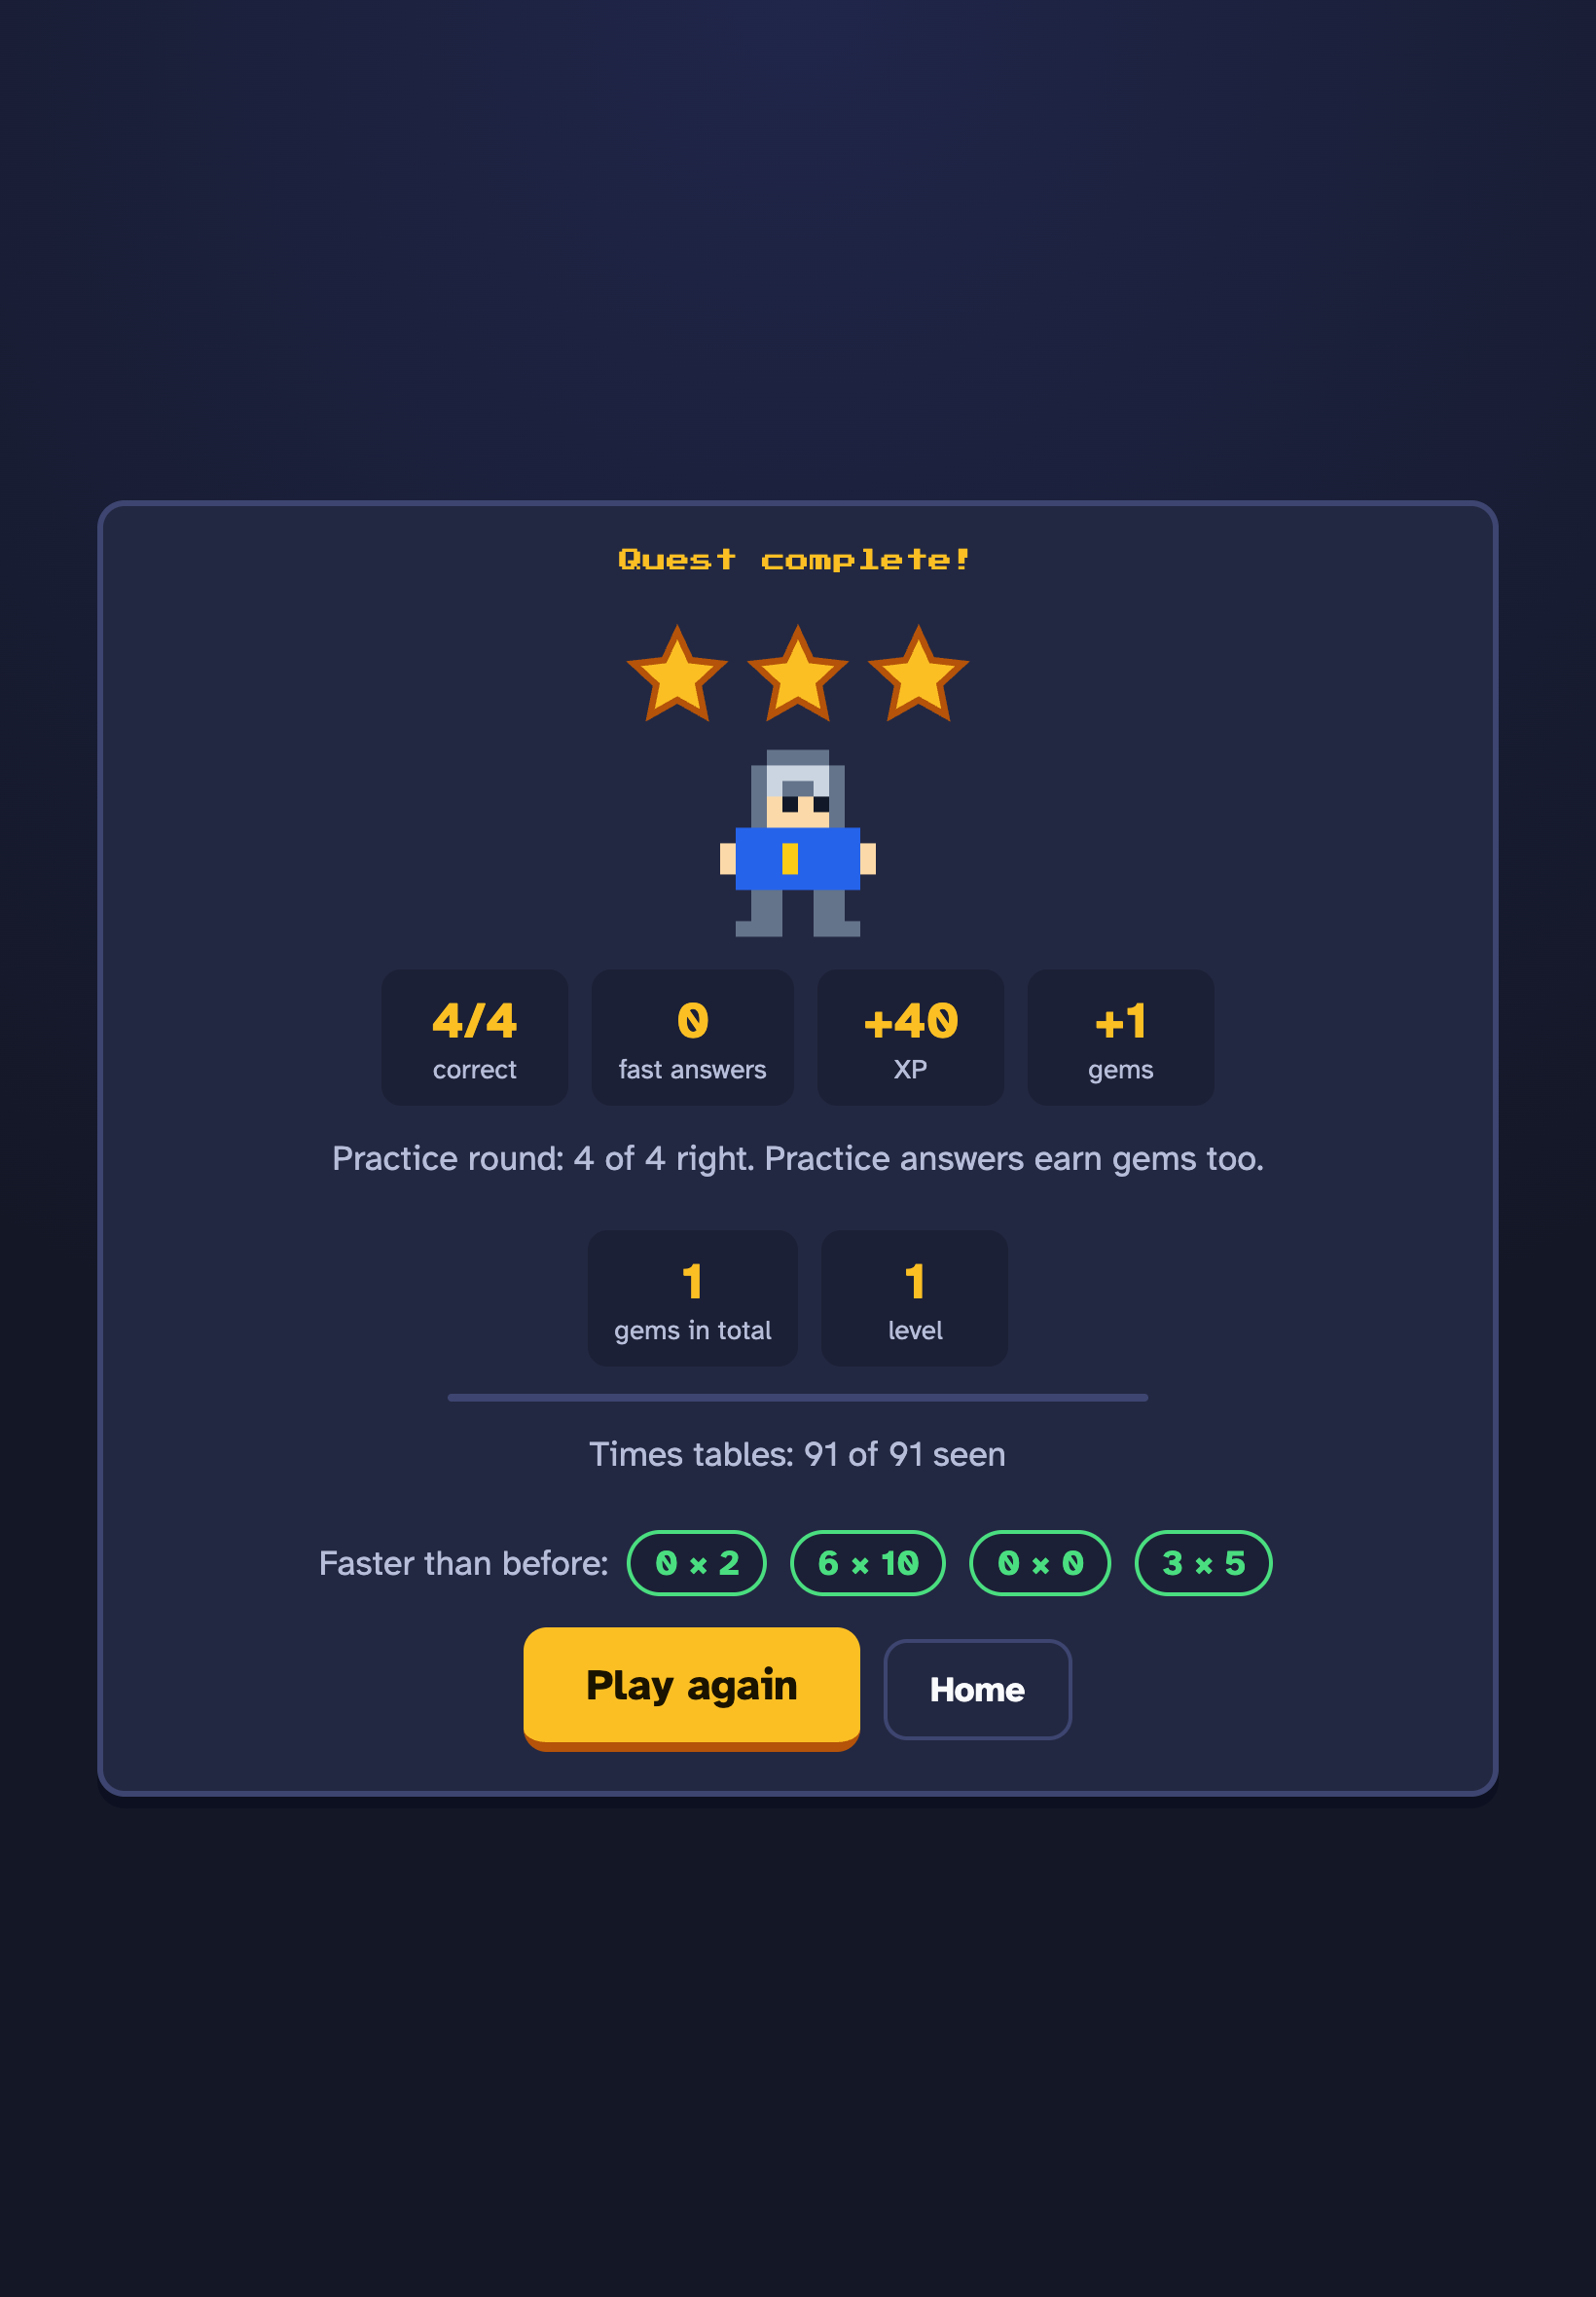 Quest complete!
4/4
correct
0
fast answers
+40
XP
+1
gems
Practice round: 4 of 4 right. Practice answers earn gems too.
1
gems in total
1
level
Times tables: 91 of 91 seen
Faster than before: 0 × 2 6 × 10 0 × 0 3 × 5
Play again
Home